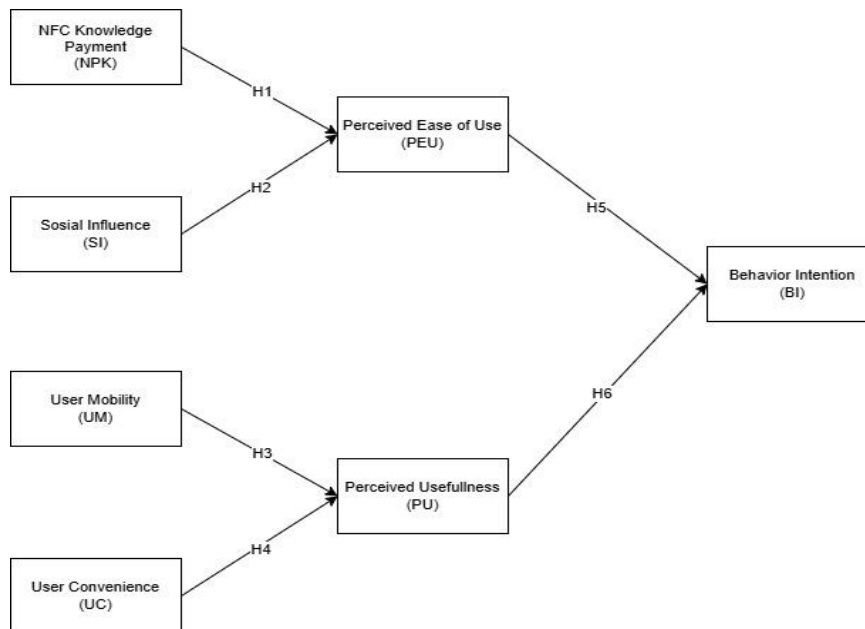 NFC Knowledge
Payment
(NPK)
H1
Perceived Ease of Use
(PEU)
H2
Sosial Influence
(SI)
H5
Behavior Intention
(BI)
User Mobility
(UM)
H6
H3
Perceived Usefullness
(PU)
H4
User Convenience
(UC)